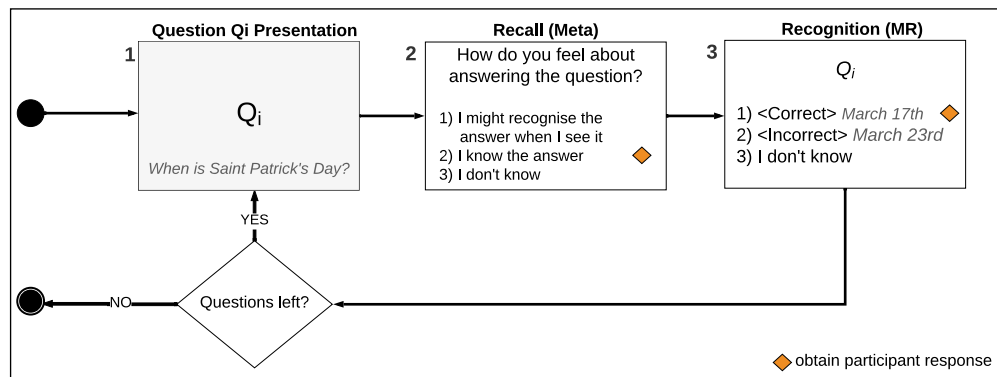 Question Qi Presentation
1
Qi
When is Saint Patrick's Day?
Recall (Meta)
2
How do you feel about
answering the question?
1) I might recognise the
answer when I see it
2) I know the answer
3) I don't know
Recognition (MR)
3
Qi
1) <Correct> March 17th
2) <Incorrect> March 23rd
3) I don't know
YES
Questions left?
NO
obtain participant response